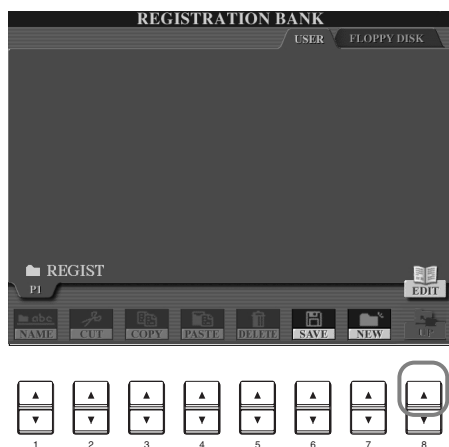 REGISTRATION BANK
USER FLOPPY DISK
REGIST
P1 EDIT
NAME CUT COPY PASTE DELETE SAVE NEW UP
1 2 3 4 5 6 7 8